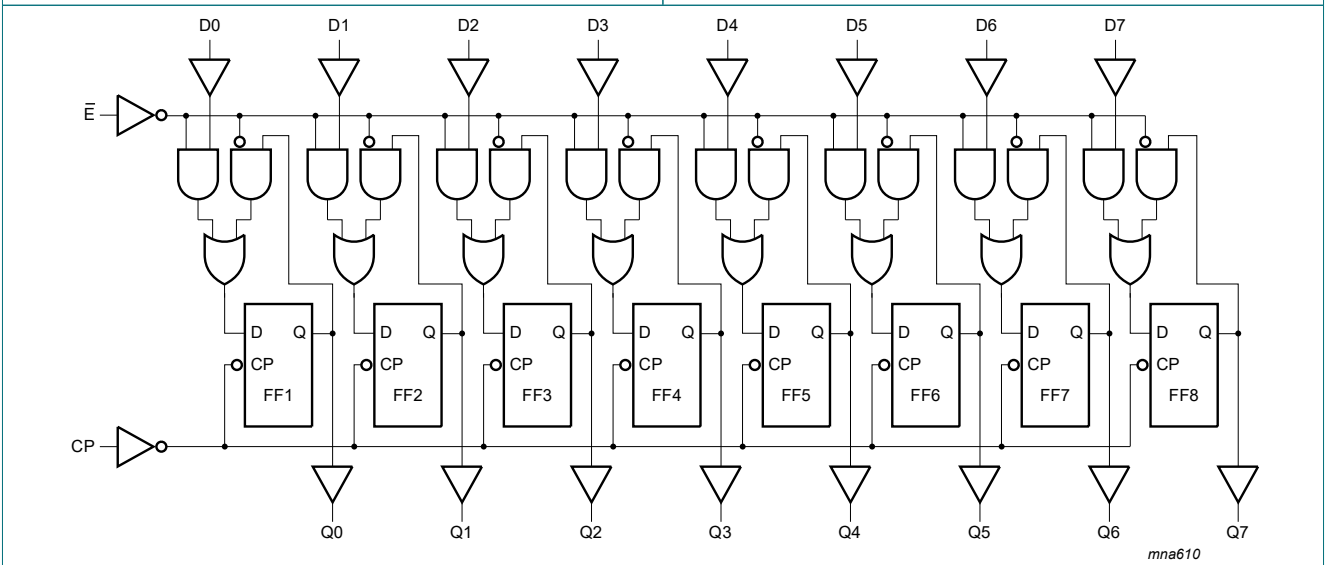 D0 D1 D2 D3 D4 D5 D6 D7
E̅
D Q D Q D Q D Q D Q D Q D Q D Q
CP CP CP CP CP CP CP CP
FF1 FF2 FF3 FF4 FF5 FF6 FF7 FF8
CP
Q0 Q1 Q2 Q3 Q4 Q5 Q6 Q7
mna610